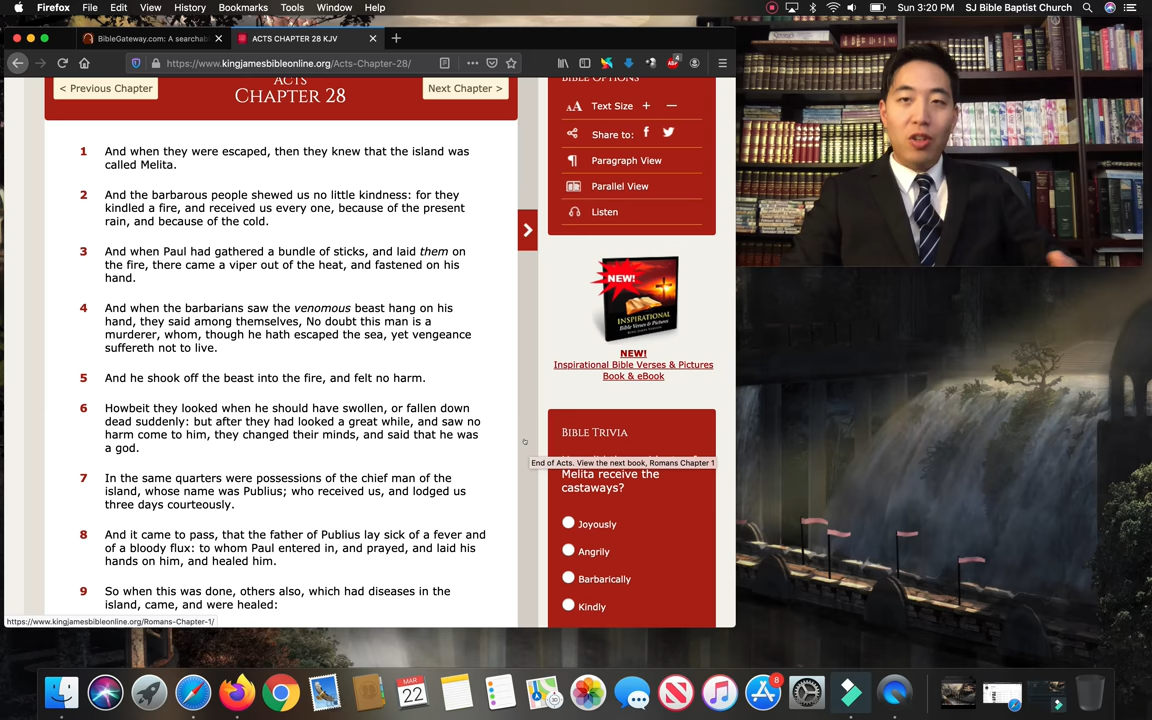 Firefox File Edit View History Bookmarks Tools Window Help
Sun 3:20 PM SJ Bible Baptist Church
BibleGateway.com: A searchab
ACTS CHAPTER 28 KJV
https://www.kingjamesbibleonline.org/Acts-Chapter-28/
ABP
4
ACTS
< Previous Chapter
CHAPTER 28
Next Chapter >
1 And when they were escaped, then they knew that the island was
called Melita.
2 And the barbarous people shewed us no little kindness: for they
kindled a fire, and received us every one, because of the present
rain, and because of the cold.
3 And when Paul had gathered a bundle of sticks, and laid them on
the fire, there came a viper out of the heat, and fastened on his
hand.
4 And when the barbarians saw the venomous beast hang on his
hand, they said among themselves, No doubt this man is a
murderer, whom, though he hath escaped the sea, yet vengeance
suffereth not to live.
5 And he shook off the beast into the fire, and felt no harm.
6 Howbeit they looked when he should have swollen, or fallen down
dead suddenly: but after they had looked a great while, and saw no
harm come to him, they changed their minds, and said that he was
a god.
7 In the same quarters were possessions of the chief man of the
island, whose name was Publius; who received us, and lodged us
three days courteously.
8 And it came to pass, that the father of Publius lay sick of a fever and
of a bloody flux: to whom Paul entered in, and prayed, and laid his
hands on him, and healed him.
9 So when this was done, others also, which had diseases in the
island, came, and were healed:
https://www.kingjamesbibleonline.org/Romans-Chapter-1/
BIBLE OPTIONS
AA Text Size + −
Share to:
Paragraph View
Parallel View
Listen
NEW!
INSPIRATIONAL
Bible Verses & Pictures
NEW!
Inspirational Bible Verses & Pictures
Book & eBook
BIBLE TRIVIA
End of Acts. View the next book, Romans Chapter 1
Melita receive the
castaways?
Joyously
Angrily
Barbarically
Kindly
MAR
22
8